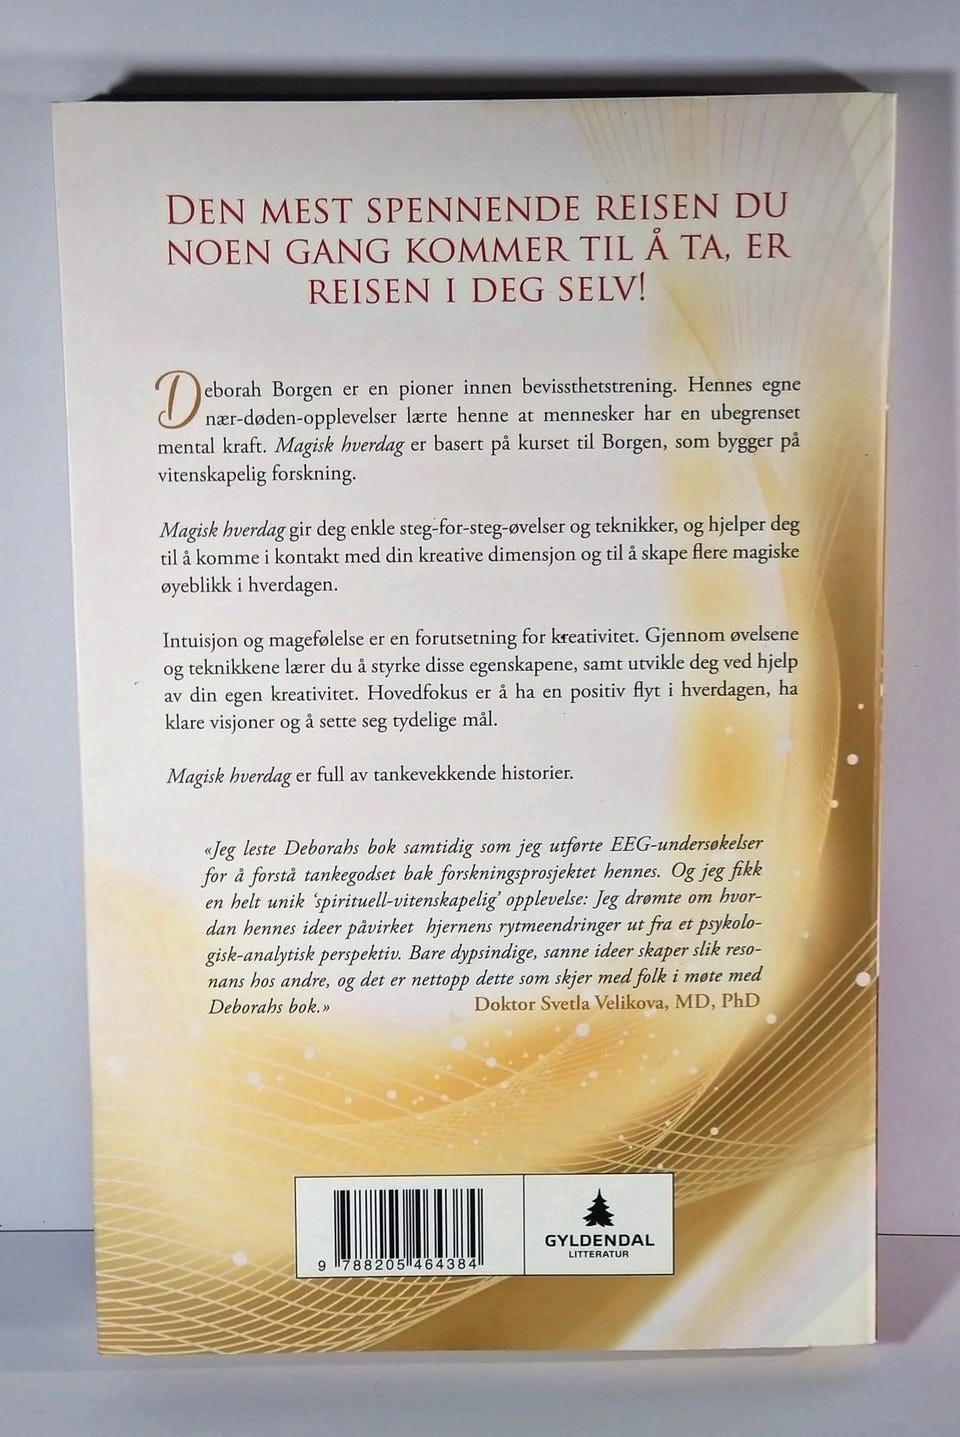 DEN MEST SPENNENDE REISEN DU
NOEN GANG KOMMER TIL Å TA, ER
REISEN I DEG SELV!
Deborah Borgen er en pioner innen bevissthetstrening. Hennes egne
nær-døden-opplevelser lærte henne at mennesker har en ubegrenset
mental kraft. Magisk hverdag er basert på kurset til Borgen, som bygger på
vitenskapelig forskning.
Magisk hverdag gir deg enkle steg-for-steg-øvelser og teknikker, og hjelper deg
til å komme i kontakt med din kreative dimensjon og til å skape flere magiske
øyeblikk i hverdagen.
Intuisjon og magefølelse er en forutsetning for kreativitet. Gjennom øvelsene
og teknikkene lærer du å styrke disse egenskapene, samt utvikle deg ved hjelp
av din egen kreativitet. Hovedfokus er å ha en positiv flyt i hverdagen, ha
klare visjoner og å sette seg tydelige mål.
Magisk hverdag er full av tankevekkende historier.
«Jeg leste Deborahs bok samtidig som jeg utførte EEG-undersøkelser
for å forstå tankegodset bak forskningsprosjektet hennes. Og jeg fikk
en helt unik 'spirituell-vitenskapelig' opplevelse: Jeg drømte om hvor-
dan hennes ideer påvirket hjernens rytmeendringer ut fra et psykolo-
gisk-analytisk perspektiv. Bare dypsindige, sanne ideer skaper slik reso-
nans hos andre, og det er nettopp dette som skjer med folk i møte med
Deborahs bok.» Doktor Svetla Velikova, MD, PhD
9 788205 464384
GYLDENDAL
LITTERATUR